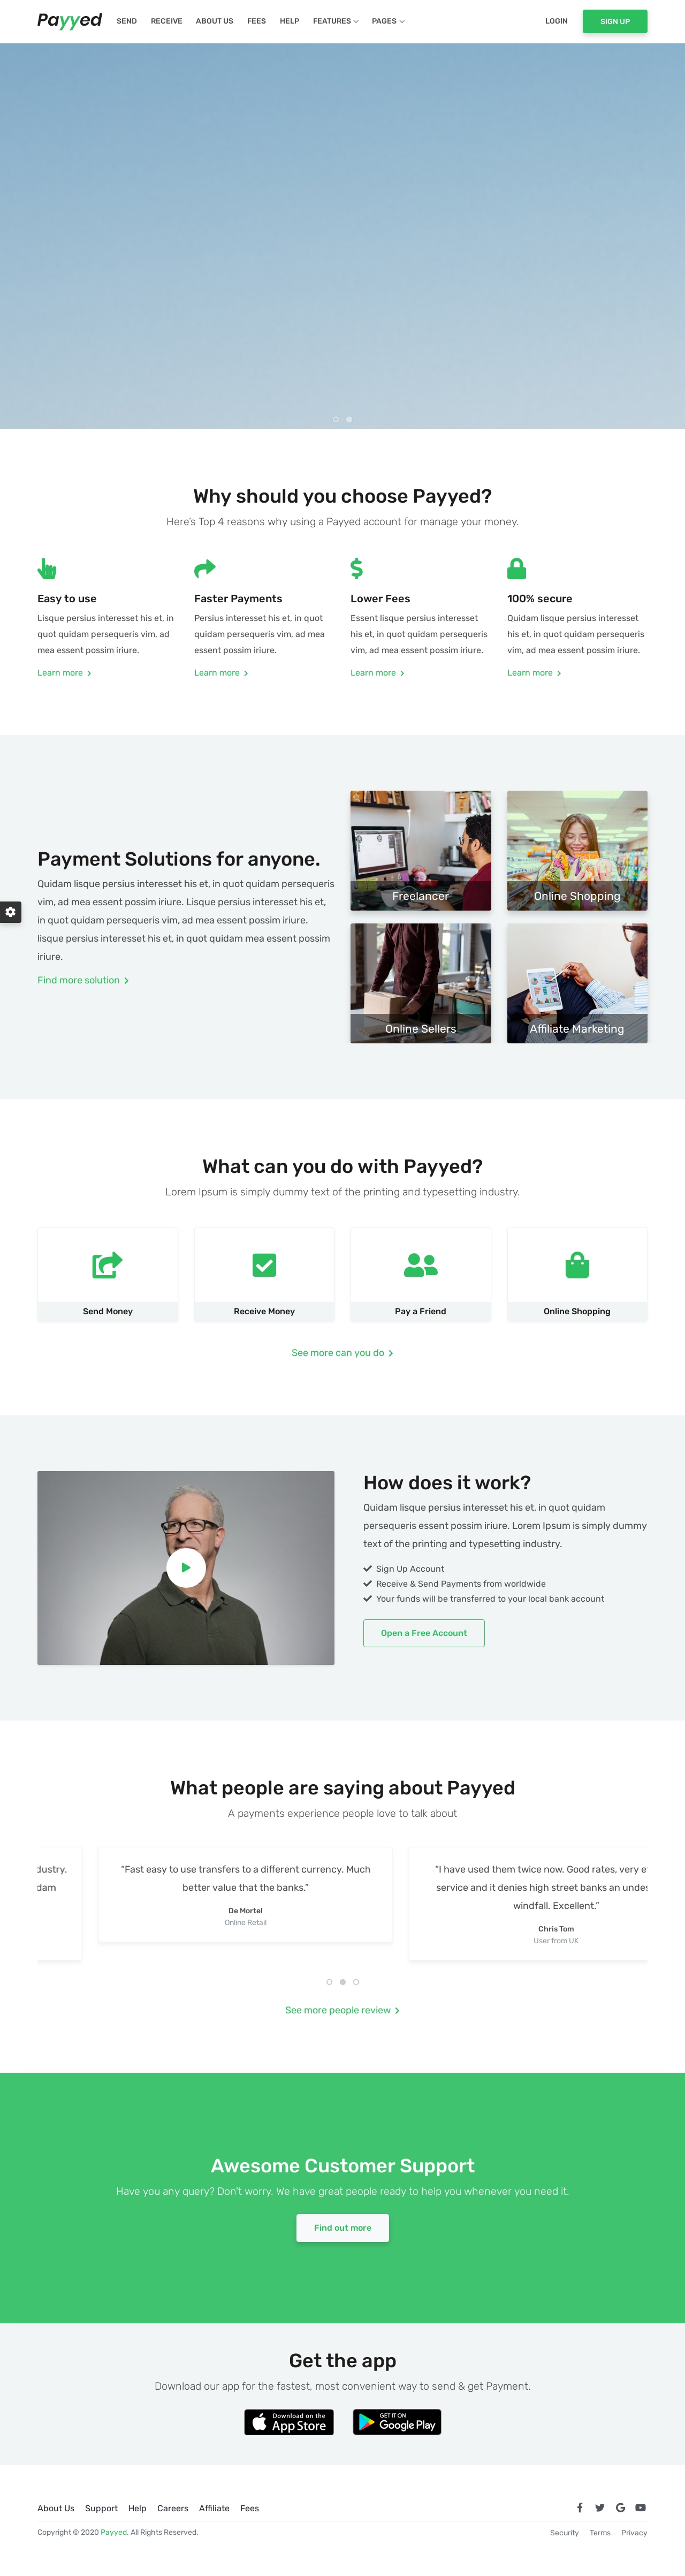 Payyed SEND RECEIVE ABOUT US FEES HELP FEATURES PAGES LOGIN SIGN UP
Why should you choose Payyed?
Here's Top 4 reasons why using a Payyed account for manage your money.
Easy to use
Lisque persius interesset his et, in
quot quidam persequeris vim, ad
mea essent possim iriure.
Learn more
Faster Payments
Persius interesset his et, in quot
quidam persequeris vim, ad mea
essent possim iriure.
Learn more
Lower Fees
Essent lisque persius interesset
his et, in quot quidam persequeris
vim, ad mea essent possim iriure.
Learn more
100% secure
Quidam lisque persius interesset
his et, in quot quidam persequeris
vim, ad mea essent possim iriure.
Learn more
Payment Solutions for anyone.
Quidam lisque persius interesset his et, in quot quidam persequeris
vim, ad mea essent possim iriure. Lisque persius interesset his et,
in quot quidam persequeris vim, ad mea essent possim iriure.
lisque persius interesset his et, in quot quidam mea essent possim
iriure.
Find more solution
Freelancer
Online Shopping
Online Sellers
Affiliate Marketing
What can you do with Payyed?
Lorem Ipsum is simply dummy text of the printing and typesetting industry.
Send Money
Receive Money
Pay a Friend
Online Shopping
See more can you do
How does it work?
Quidam lisque persius interesset his et, in quot quidam
persequeris essent possim iriure. Lorem Ipsum is simply dummy
text of the printing and typesetting industry.
Sign Up Account
Receive & Send Payments from worldwide
Your funds will be transferred to your local bank account
Open a Free Account
What people are saying about Payyed
A payments experience people love to talk about
dustry.
dam
"Fast easy to use transfers to a different currency. Much
better value that the banks."
De Mortel
Online Retail
"I have used them twice now. Good rates, very e
service and it denies high street banks an undes
windfall. Excellent."
Chris Tom
User from UK
See more people review
Awesome Customer Support
Have you any query? Don't worry. We have great people ready to help you whenever you need it.
Find out more
Get the app
Download our app for the fastest, most convenient way to send & get Payment.
Download on the
App Store
GET IT ON
Google Play
About Us Support Help Careers Affiliate Fees
Copyright © 2020 Payyed. All Rights Reserved.
Security Terms Privacy